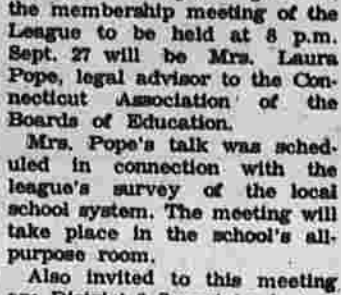 the membership meeting of the
League to be held at 8 p.m.
Sept. 27 will be Mrs. Laura
Pope, legal advisor to the Con-
necticut Association of the
Boards of Education.
Mrs. Pope's talk was sched-
uled in connection with the
league's survey of the local
school system. The meeting will
take place in the school's all-
purpose room.
Also invited to this meeting